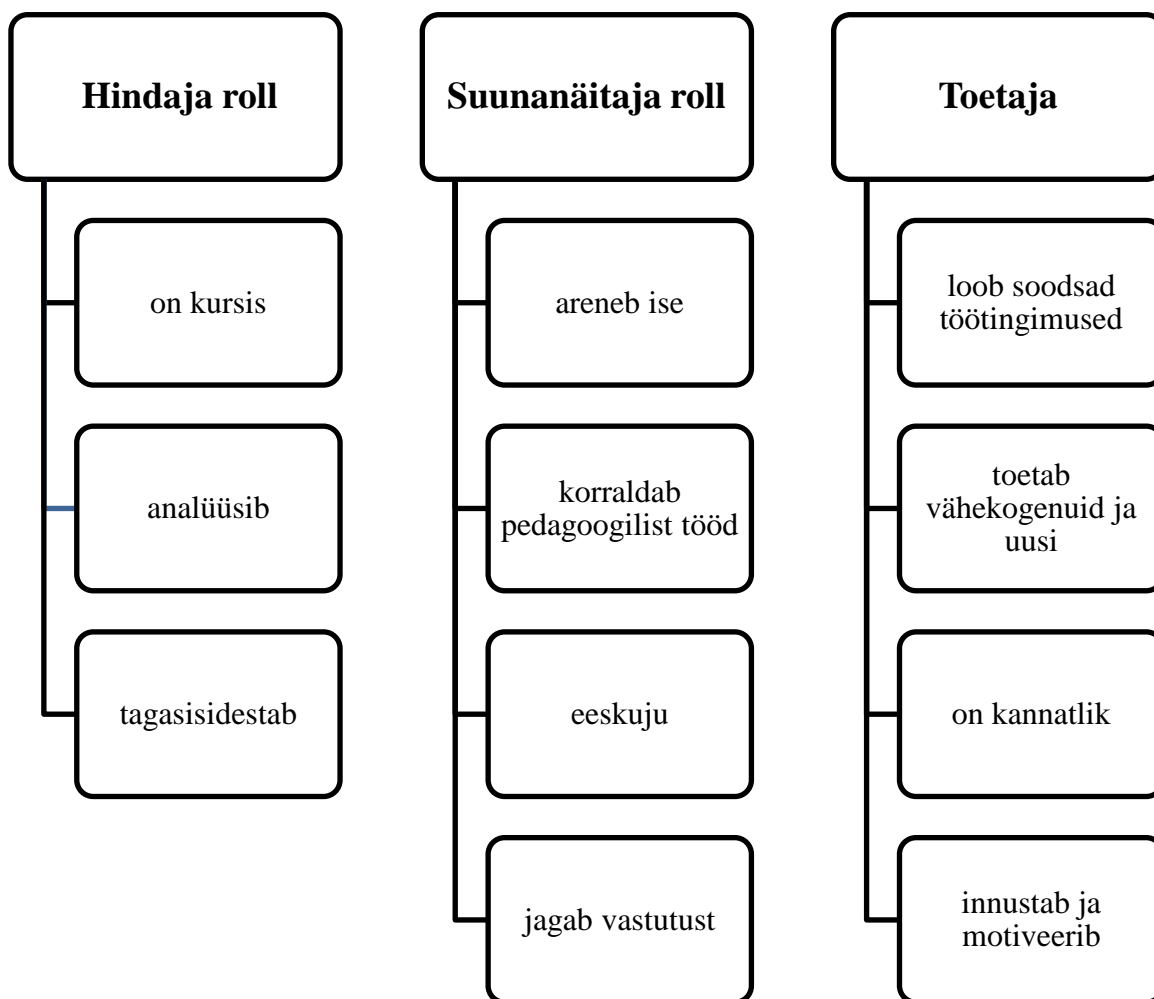 Hindaja roll
on kursis
analüüsib
tagasisidestab
Suunanäitaja roll
areneb ise
korraldab
pedagoogilist tööd
eeskuju
jagab vastutust
Toetaja
loob soodsad
töötingimused
toetab
vähekogenuid ja
uusi
on kannatlik
innustab ja
motiveerib